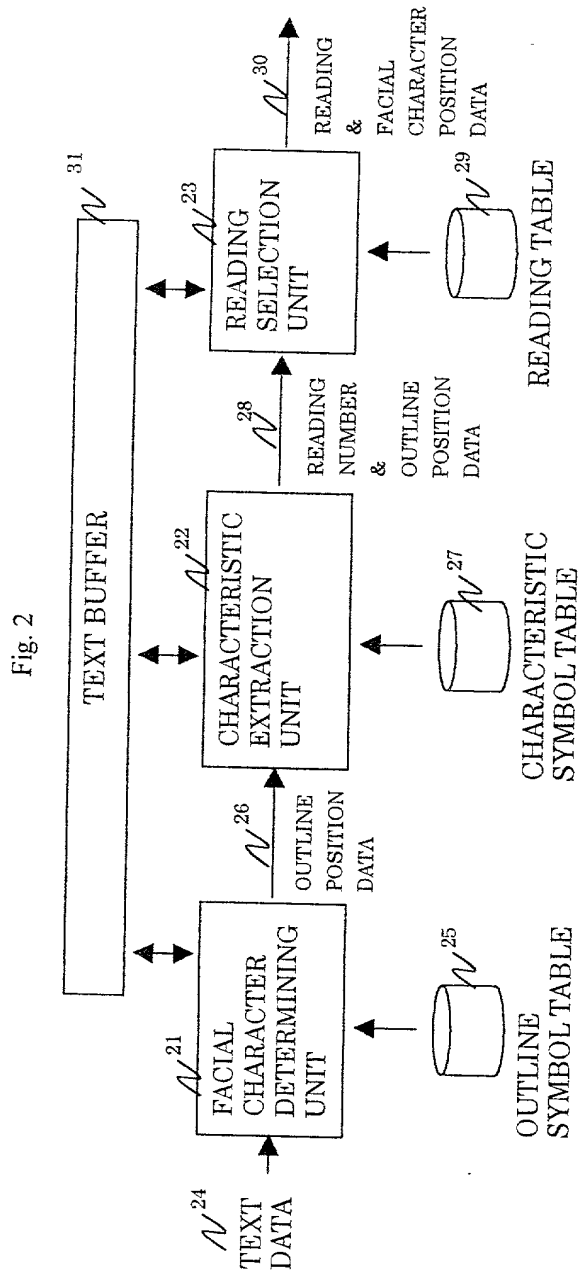 Fig. 2
31
TEXT BUFFER
24
TEXT
DATA
21
FACIAL
CHARACTER
DETERMINING
UNIT
26
OUTLINE
POSITION
DATA
22
CHARACTERISTIC
EXTRACTION
UNIT
28
READING
NUMBER
& OUTLINE
POSITION
DATA
23
READING
SELECTION
UNIT
30
READING
& FACIAL
CHARACTER
POSITION
DATA
25
OUTLINE
SYMBOL TABLE
27
CHARACTERISTIC
SYMBOL TABLE
29
READING TABLE